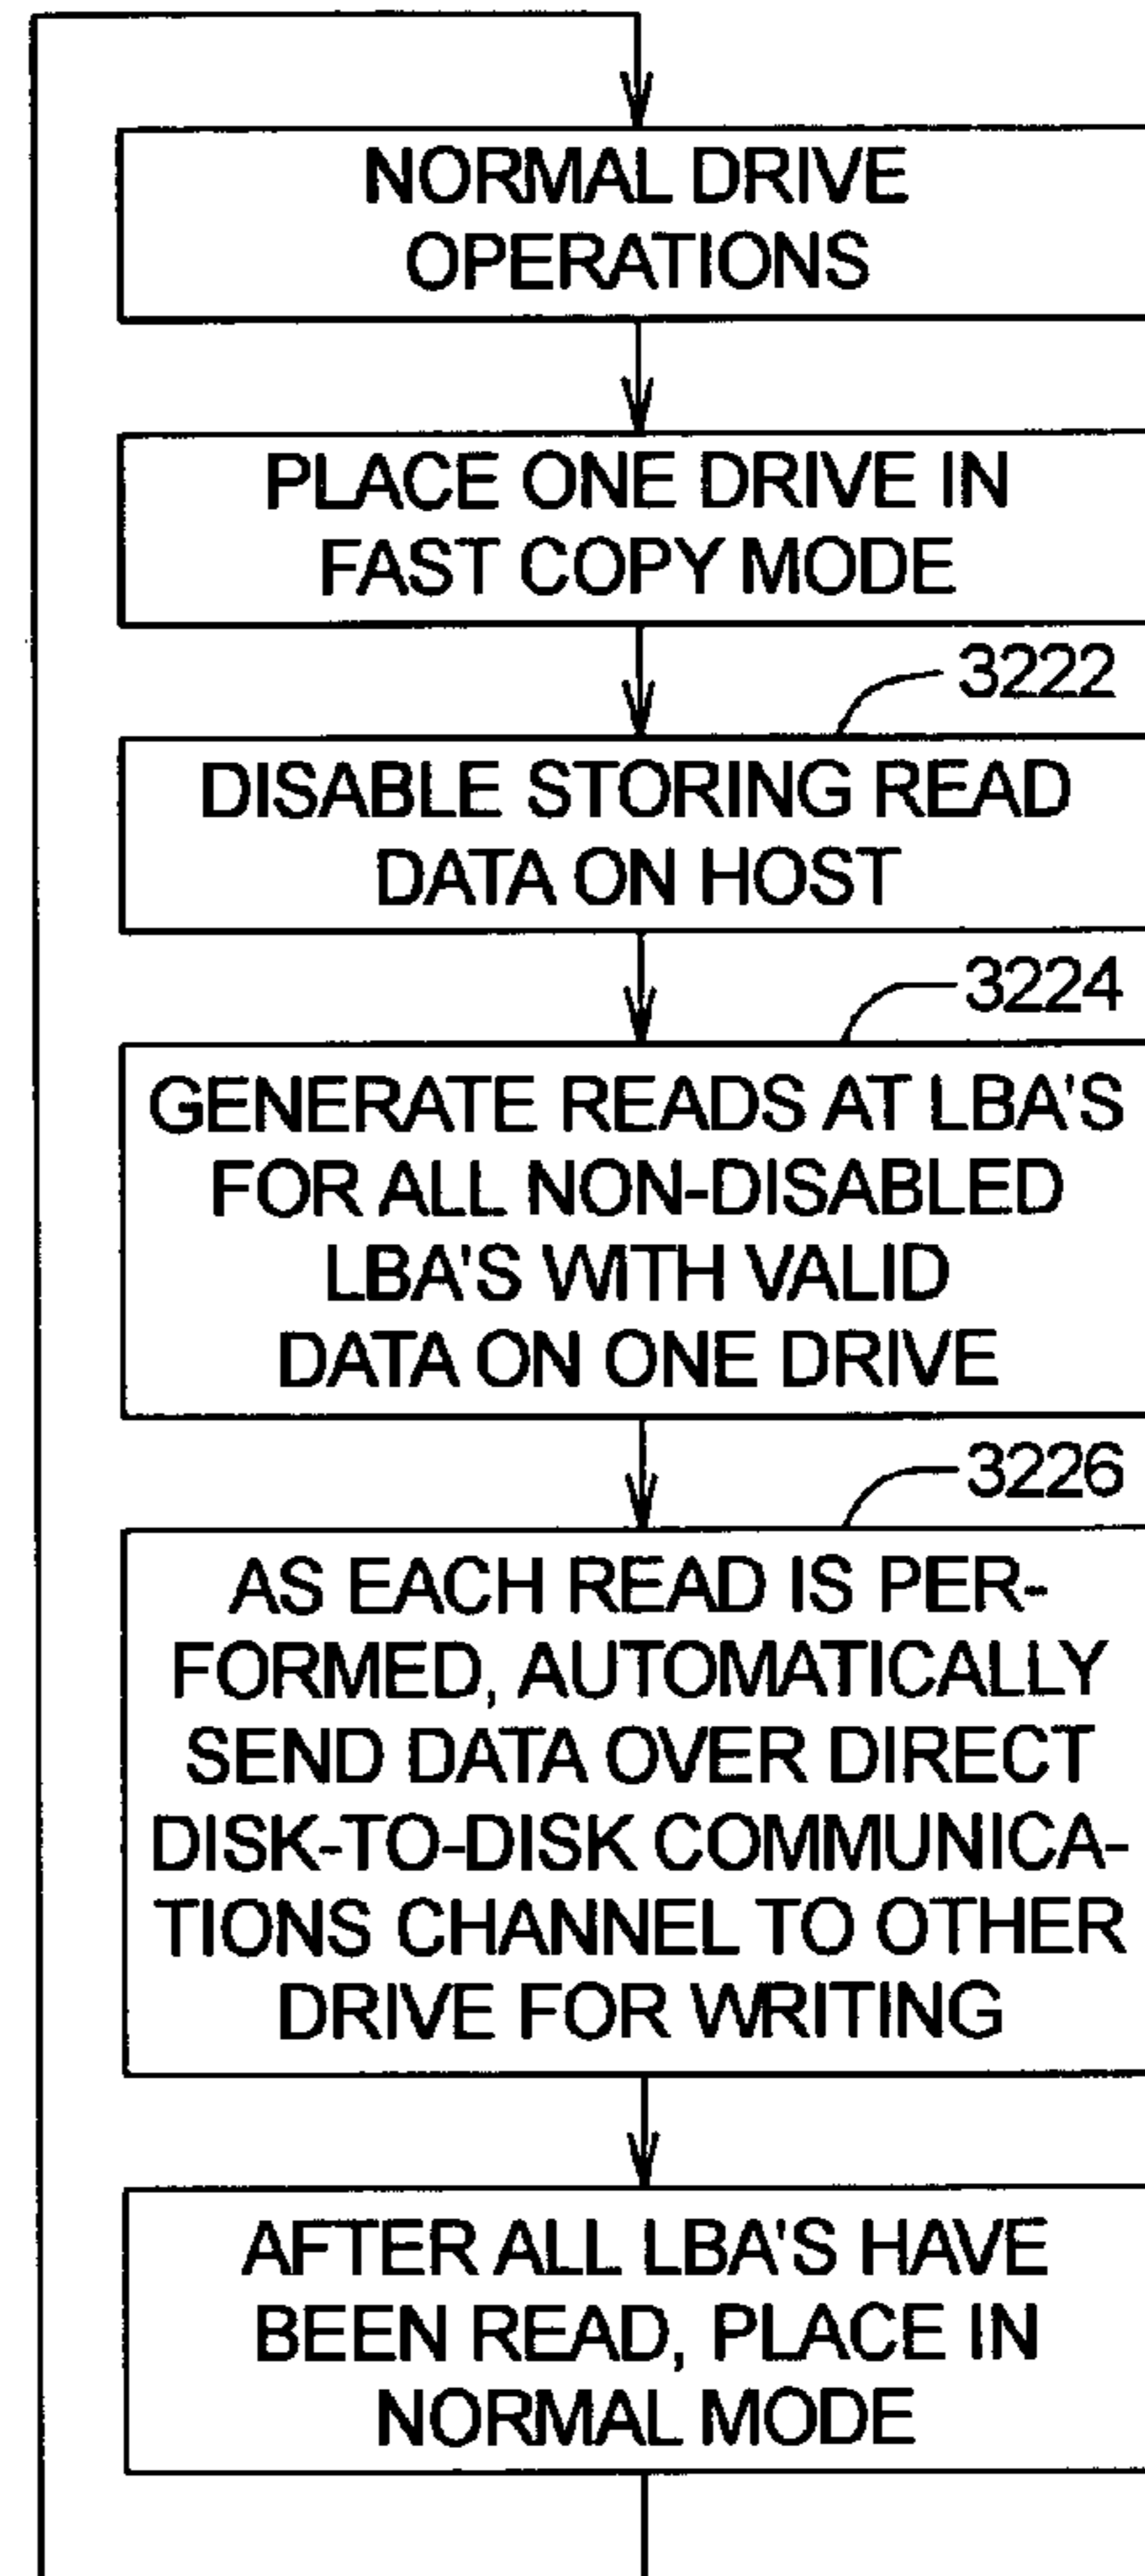 NORMAL DRIVE
OPERATIONS
PLACE ONE DRIVE IN
FAST COPY MODE
3222
DISABLE STORING READ
DATA ON HOST
3224
GENERATE READS AT LBA'S
FOR ALL NON-DISABLED
LBA'S WITH VALID
DATA ON ONE DRIVE
3226
AS EACH READ IS PER-
FORMED, AUTOMATICALLY
SEND DATA OVER DIRECT
DISK-TO-DISK COMMUNICA-
TIONS CHANNEL TO OTHER
DRIVE FOR WRITING
AFTER ALL LBA'S HAVE
BEEN READ, PLACE IN
NORMAL MODE